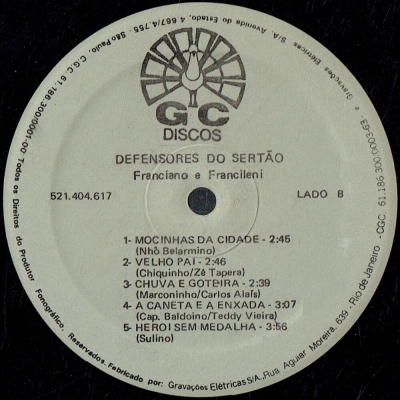 GC
DISCOS
DEFENSORES DO SERTÃO
Franciano e Francileni
521.404.617
LADO B
1- MOCINHAS DA CIDADE - 2:45
(Nhô Belarmino)
2- VELHO PAI - 2:46
(Chiquinho/Zé Tapera)
3- CHUVA E GOTEIRA - 2:39
(Marconinho/Carlos Alaís)
4- A CANETA E A ENXADA - 3:07
(Cap. Baldoino/Teddy Vieira)
5- HEROI SEM MEDALHA - 3:56
(Sulino)
Todos os Direitos do Produtor Fonográfico. Reservados. Fabricado por: Gravações Elétricas S/A., Rua Aguiar Moreira, 639 - Rio de Janeiro - CGC 61.186.300/0003-63 - e Gravações Elétricas S/A, Avenida do Estado, 4.667/4.755 - São Paulo, C.G.C. 61.186.300/0001-00